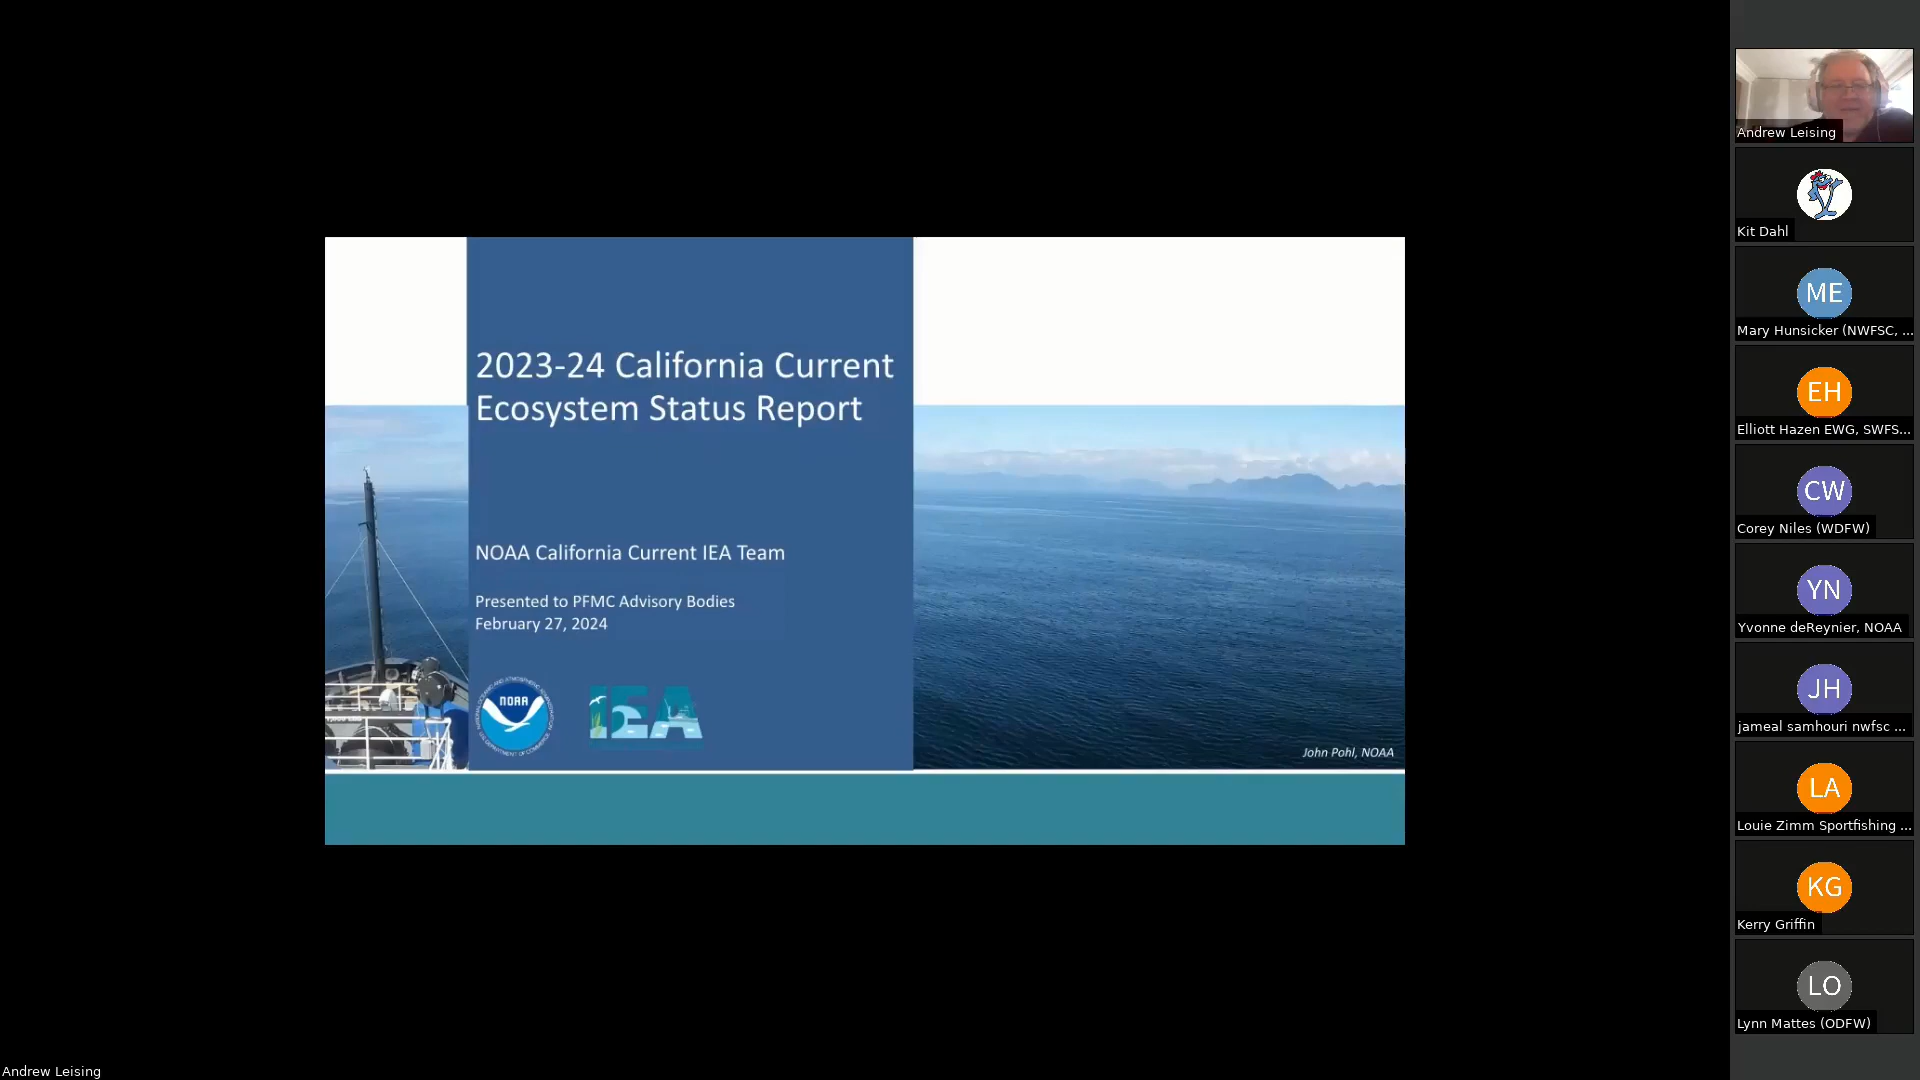 2023-24 California Current
Ecosystem Status Report
NOAA California Current IEA Team
Presented to PFMC Advisory Bodies
February 27, 2024
NOAA
IEA
John Pohl, NOAA
Andrew Leising
Kit Dahl
ME
Mary Hunsicker (NWFSC, ...
EH
Elliott Hazen EWG, SWFS...
CW
Corey Niles (WDFW)
YN
Yvonne deReynier, NOAA
JH
jameal samhouri nwfsc ...
LA
Louie Zimm Sportfishing ...
KG
Kerry Griffin
LO
Lynn Mattes (ODFW)
Andrew Leising